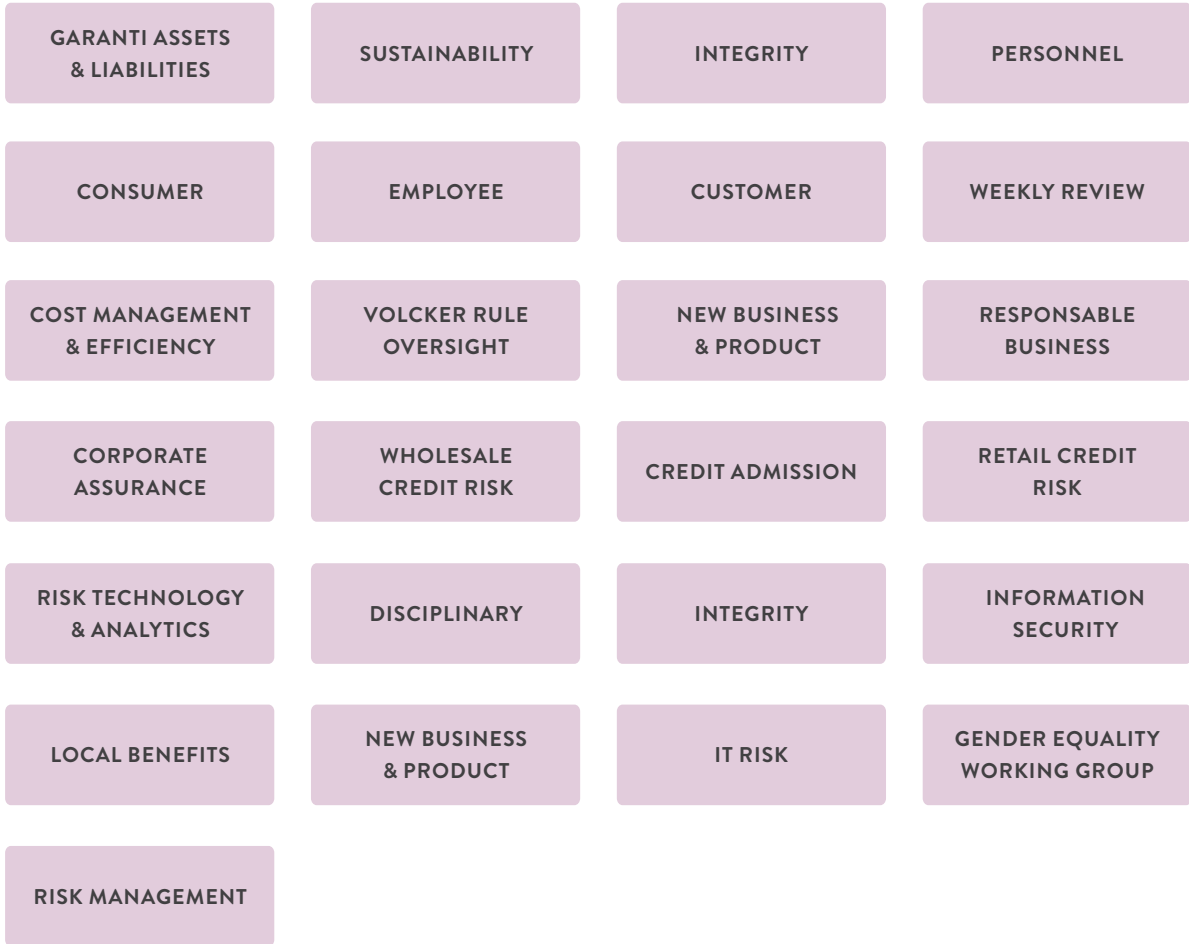 GARANTI ASSETS
& LIABILITIES
SUSTAINABILITY
INTEGRITY
PERSONNEL
CONSUMER
EMPLOYEE
CUSTOMER
WEEKLY REVIEW
COST MANAGEMENT
& EFFICIENCY
VOLCKER RULE
OVERSIGHT
NEW BUSINESS
& PRODUCT
RESPONSABLE
BUSINESS
CORPORATE
ASSURANCE
WHOLESALE
CREDIT RISK
CREDIT ADMISSION
RETAIL CREDIT
RISK
RISK TECHNOLOGY
& ANALYTICS
DISCIPLINARY
INTEGRITY
INFORMATION
SECURITY
LOCAL BENEFITS
NEW BUSINESS
& PRODUCT
IT RISK
GENDER EQUALITY
WORKING GROUP
RISK MANAGEMENT